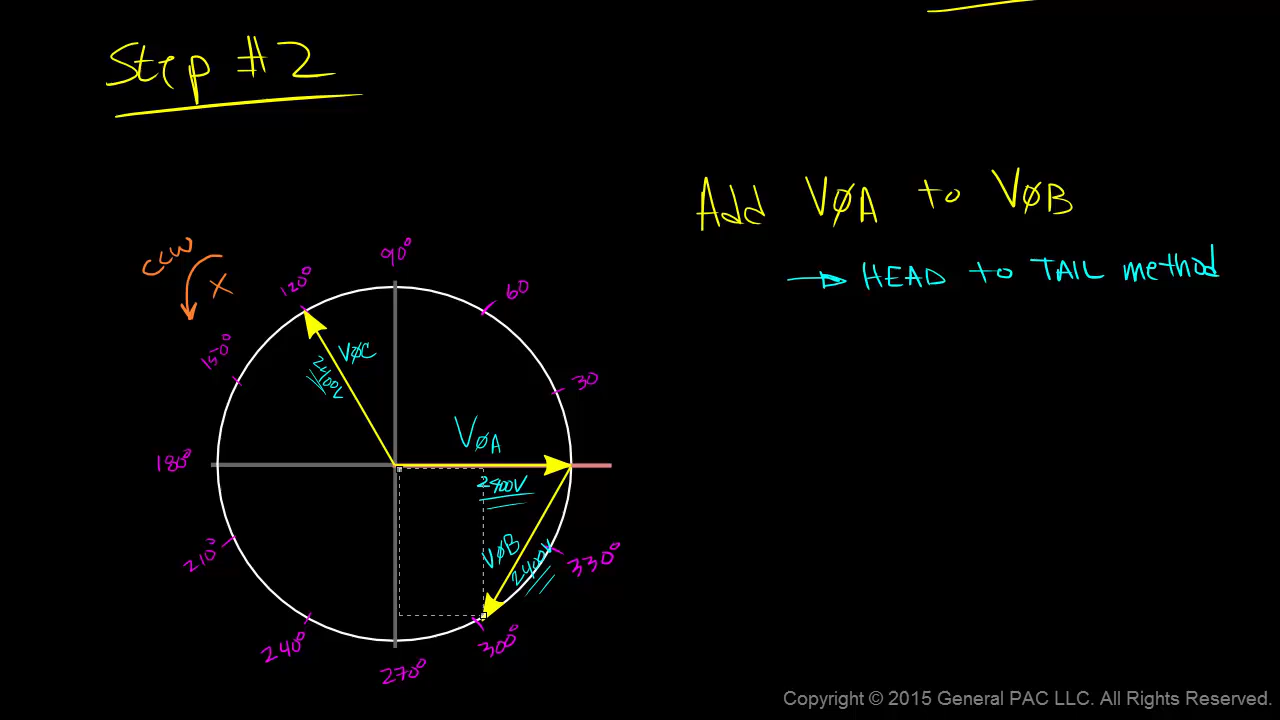 Step #2
Add VØA to VØB
→ HEAD to TAIL method
CCW
X
90°
120°
60
150°
30
VØC
2400V
VØA
180°
2400V
VØB
2400V
210°
330°
240°
300°
270°
Copyright © 2015 General PAC LLC. All Rights Reserved.